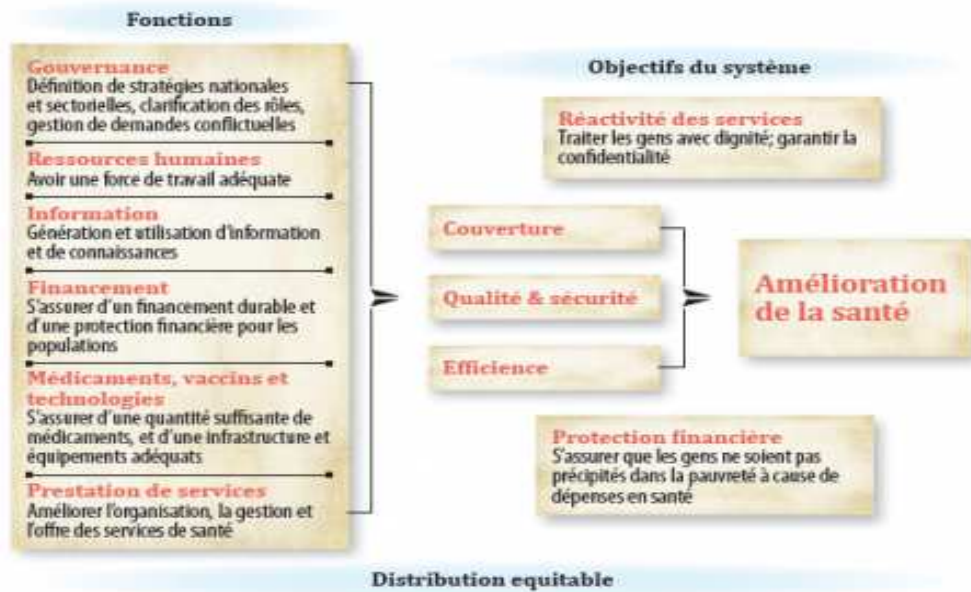 Fonctions
Gouvernance
Définition de stratégies nationales
et sectorielles, clarification des rôles,
gestion de demandes conflictuelles
Ressources humaines
Avoir une force de travail adéquate
Information
Génération et utilisation d'information
et de connaissances
Financement
S'assurer d'un financement durable et
d'une protection financière pour les
populations
Médicaments, vaccins et
technologies
S'assurer d'une quantité suffisante de
médicaments, et d'une infrastructure et
équipements adéquats
Prestation de services
Améliorer l'organisation, la gestion et
l'offre des services de santé
Objectifs du système
Réactivité des services
Traiter les gens avec dignité; garantir la
confidentialité
Couverture
Qualité & sécurité
Efficience
Amélioration
de la santé
Protection financière
S'assurer que les gens ne soient pas
précipités dans la pauvreté à cause de
dépenses en santé
Distribution equitable